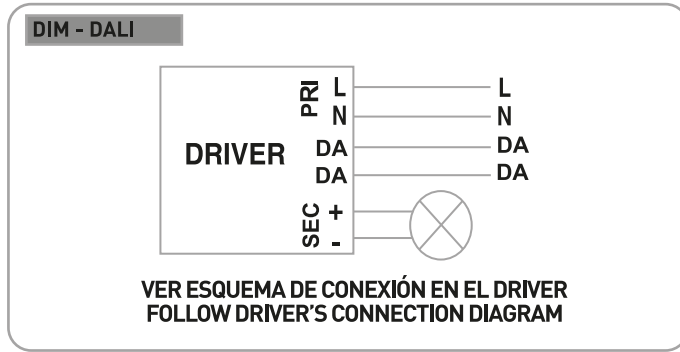 DIM - DALI
PRI L L
N N
DRIVER DA DA
DA DA
SEC +
-
VER ESQUEMA DE CONEXIÓN EN EL DRIVER
FOLLOW DRIVER'S CONNECTION DIAGRAM